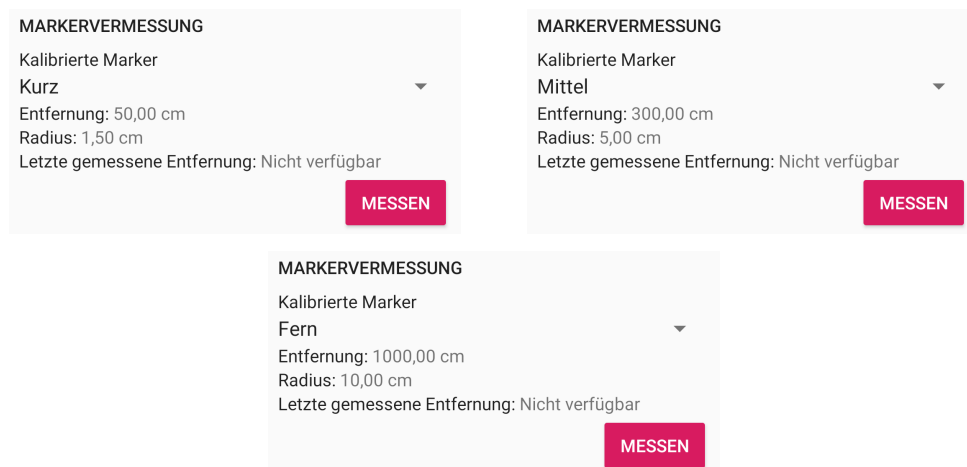 MARKERVERMESSUNG
Kalibrierte Marker
Kurz
Entfernung: 50,00 cm
Radius: 1,50 cm
Letzte gemessene Entfernung: Nicht verfügbar
MESSEN
MARKERVERMESSUNG
Kalibrierte Marker
Mittel
Entfernung: 300,00 cm
Radius: 5,00 cm
Letzte gemessene Entfernung: Nicht verfügbar
MESSEN
MARKERVERMESSUNG
Kalibrierte Marker
Fern
Entfernung: 1000,00 cm
Radius: 10,00 cm
Letzte gemessene Entfernung: Nicht verfügbar
MESSEN